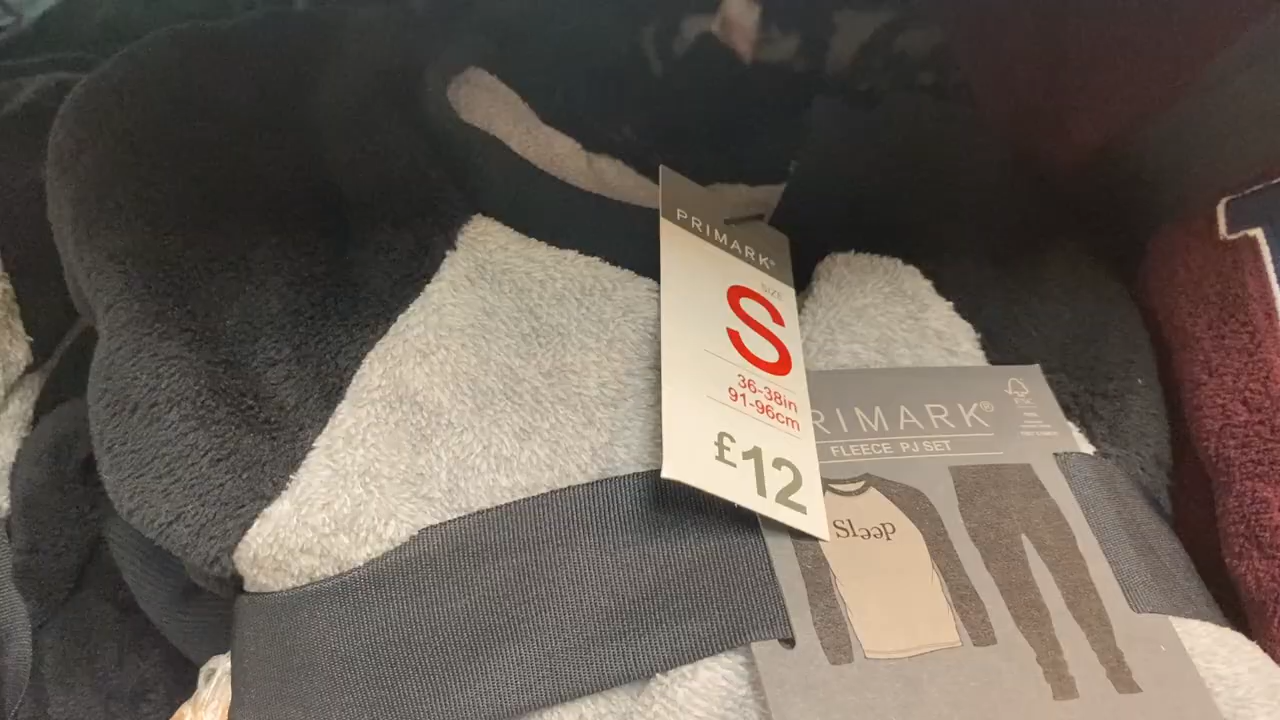 PRIMARK®
SIZE
S
36-38in
91-96cm
£12
RIMARK®
FLEECE PJ SET
Sleep